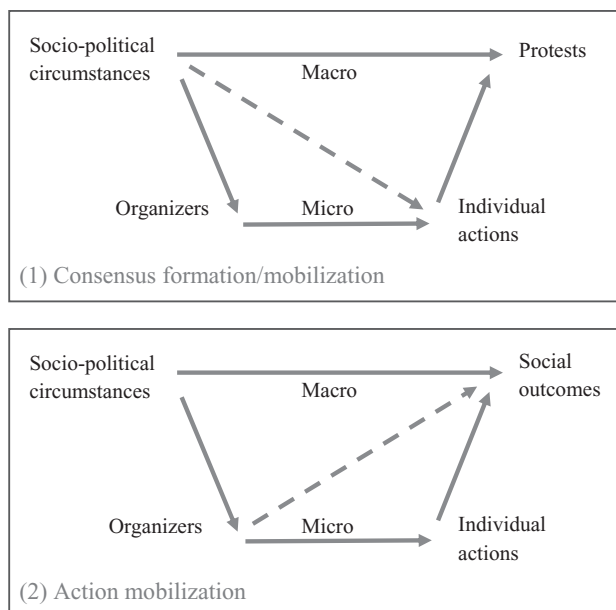 Socio-political
circumstances
Protests
Macro
Organizers
Micro
Individual
actions
(1) Consensus formation/mobilization
Socio-political
circumstances
Social
outcomes
Macro
Organizers
Micro
Individual
actions
(2) Action mobilization